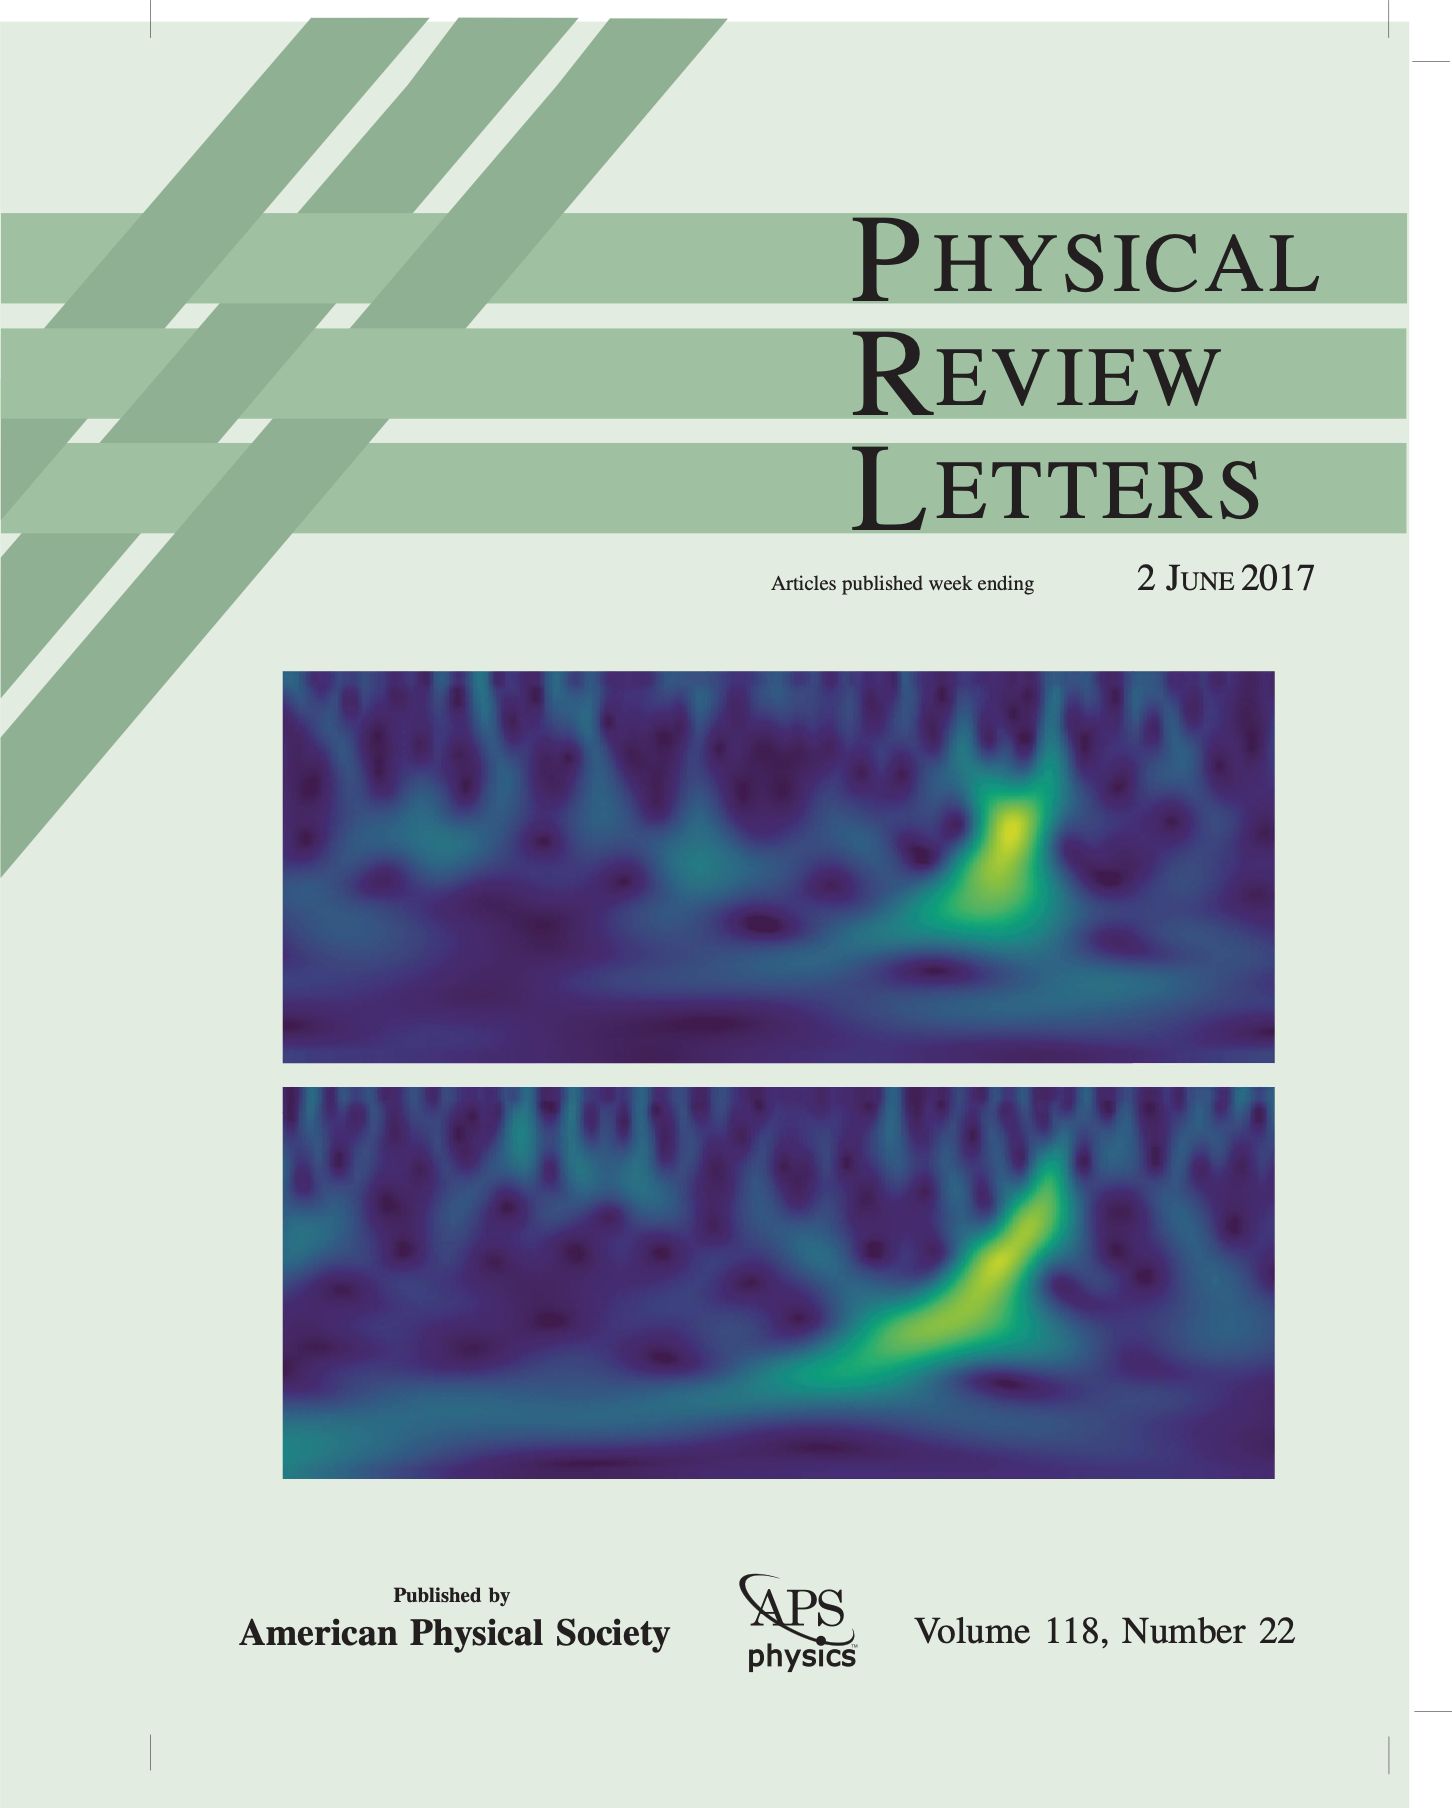 PHYSICAL
REVIEW
LETTERS
Articles published week ending 2 JUNE 2017
Published by
American Physical Society
APS
physics™
Volume 118, Number 22